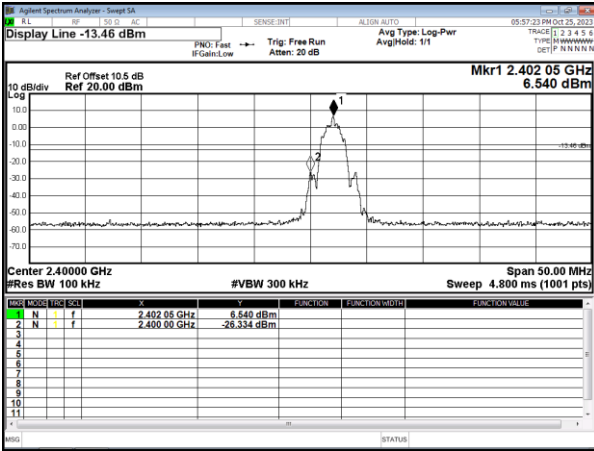 Agilent Spectrum Analyzer - Swept SA
RL RF 50 Ω AC SENSE:INT ALIGN AUTO 05:57:23 PM Oct 25, 2023
Display Line -13.46 dBm
PNO: Fast
IFGain:Low
Trig: Free Run
Atten: 20 dB
Avg Type: Log-Pwr
Avg|Hold: 1/1
TRACE 1 2 3 4 5 6
TYPE M WWWWW
DET P N N N N N
Ref Offset 10.5 dB
10 dB/div Ref 20.00 dBm
Log
Mkr1 2.402 05 GHz
6.540 dBm
1
10.0
0.00
-10.0
-13.46 dBm
2
-20.0
-30.0
-40.0
-50.0
-60.0
-70.0
Center 2.40000 GHz Span 50.00 MHz
#Res BW 100 kHz #VBW 300 kHz Sweep 4.800 ms (1001 pts)
MKR MODE TRC SCL X Y FUNCTION FUNCTION WIDTH FUNCTION VALUE
1 N 1 f 2.402 05 GHz 6.540 dBm
2 N 1 f 2.400 00 GHz -26.334 dBm
3
4
5
6
7
8
9
10
11
MSG STATUS